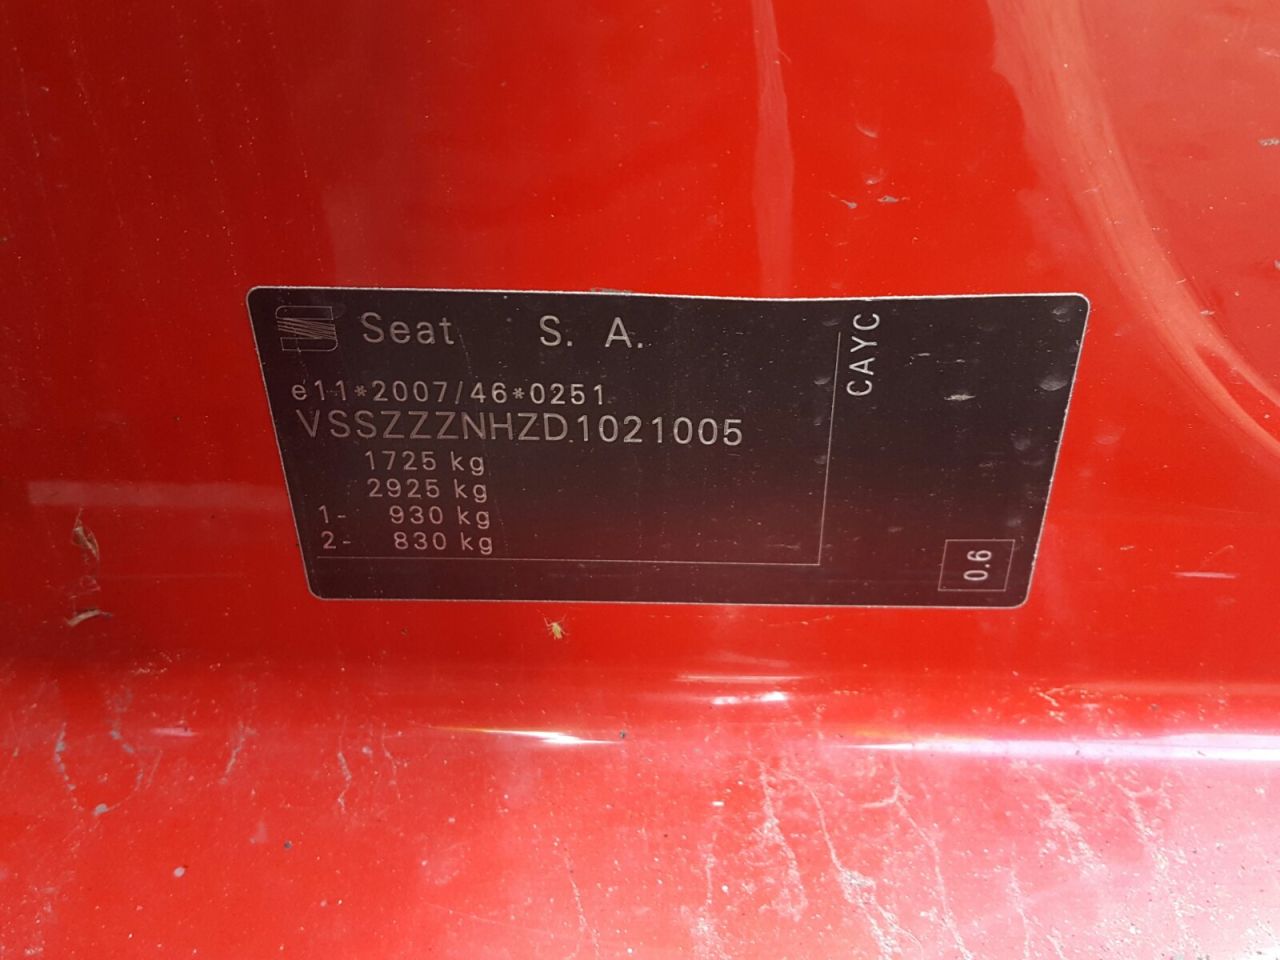 Seat S. A.
e11*2007/46*0251
VSSZZZNHZD1021005
1725 kg
2925 kg
1- 930 kg
2- 830 kg
CAYC
0.6